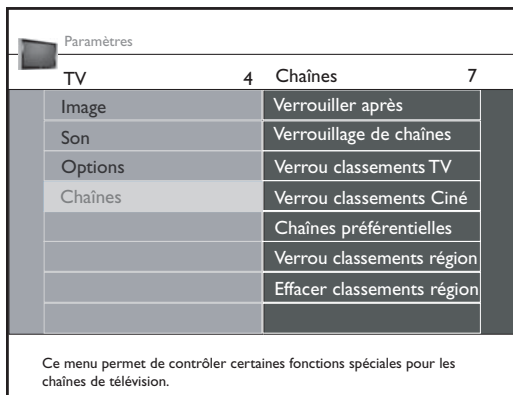 Paramètres
TV 4 Chaînes 7
Image Verrouiller après
Son Verrouillage de chaînes
Options Verrou classements TV
Chaînes Verrou classements Ciné
Chaînes préférentielles
Verrou classements région
Effacer classements région
Ce menu permet de contrôler certaines fonctions spéciales pour les
chaînes de télévision.